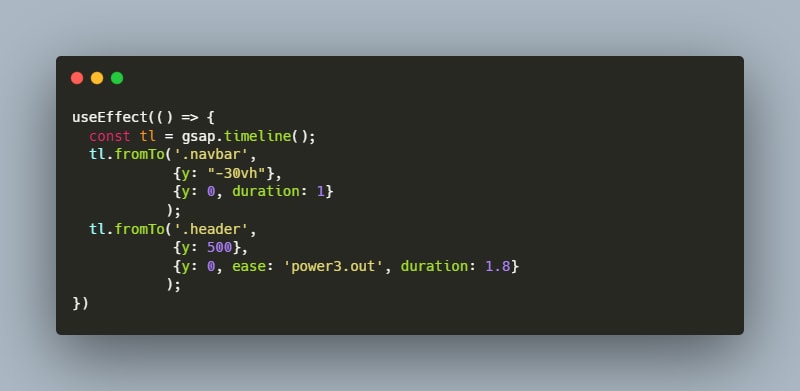 useEffect(() => {
  const tl = gsap.timeline();
  tl.fromTo('.navbar',
            {y: "-30vh"},
            {y: 0, duration: 1}
           );
  tl.fromTo('.header',
            {y: 500},
            {y: 0, ease: 'power3.out', duration: 1.8}
           );
})